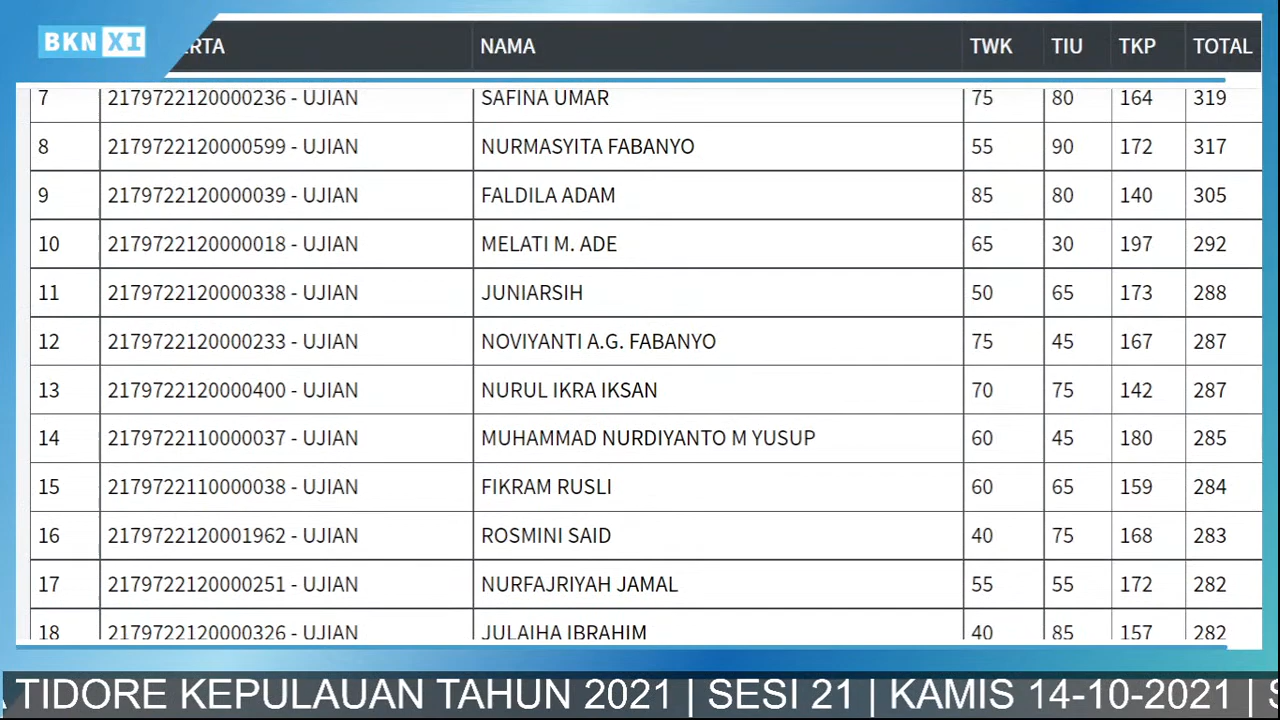 BKN XI
ERTA NAMA TWK TIU TKP TOTAL
7 2179722120000236 - UJIAN SAFINA UMAR 75 80 164 319
8 2179722120000599 - UJIAN NURMASYITA FABANYO 55 90 172 317
9 2179722120000039 - UJIAN FALDILA ADAM 85 80 140 305
10 2179722120000018 - UJIAN MELATI M. ADE 65 30 197 292
11 2179722120000338 - UJIAN JUNIARSIH 50 65 173 288
12 2179722120000233 - UJIAN NOVIYANTI A.G. FABANYO 75 45 167 287
13 2179722120000400 - UJIAN NURUL IKRA IKSAN 70 75 142 287
14 2179722110000037 - UJIAN MUHAMMAD NURDIYANTO M YUSUP 60 45 180 285
15 2179722110000038 - UJIAN FIKRAM RUSLI 60 65 159 284
16 2179722120001962 - UJIAN ROSMINI SAID 40 75 168 283
17 2179722120000251 - UJIAN NURFAJRIYAH JAMAL 55 55 172 282
18 2179722120000326 - UJIAN JULAIHA IBRAHIM 40 85 157 282
TIDORE KEPULAUAN TAHUN 2021 | SESI 21 | KAMIS 14-10-2021 |